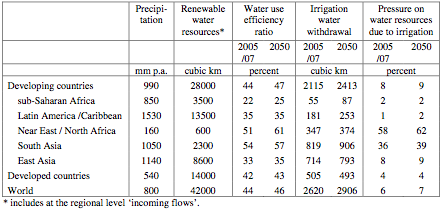 Precipi- Renewable Water use Irrigation Pressure on
tation water efficiency water water resources
resources* ratio withdrawal due to irrigation
2005 2050 2005 2050 2005 2050
/07 /07 /07
mm p.a. cubic km percent cubic km percent
Developing countries 990 28000 44 47 2115 2413 8 9
sub-Saharan Africa 850 3500 22 25 55 87 2 2
Latin America /Caribbean 1530 13500 35 35 181 253 1 2
Near East / North Africa 160 600 51 61 347 374 58 62
South Asia 1050 2300 54 57 819 906 36 39
East Asia 1140 8600 33 35 714 793 8 9
Developed countries 540 14000 42 43 505 493 4 4
World 800 42000 44 46 2620 2906 6 7
* includes at the regional level ‘incoming flows’.